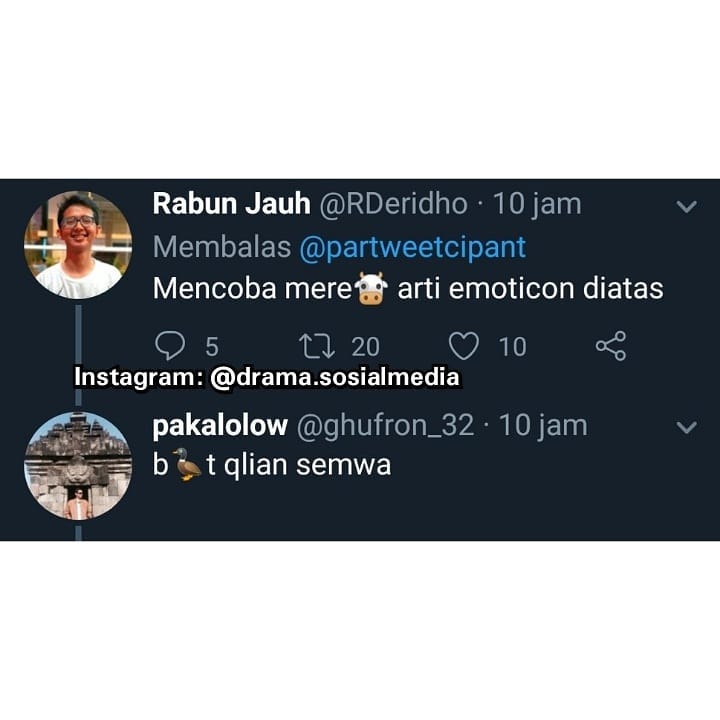 Rabun Jauh @RDeridho · 10 jam
Membalas @partweetcipant
Mencoba mere🐮 arti emoticon diatas
5 20 10
Instagram: @drama.sosialmedia
pakalolow @ghufron_32 · 10 jam
b🦆t qlian semwa